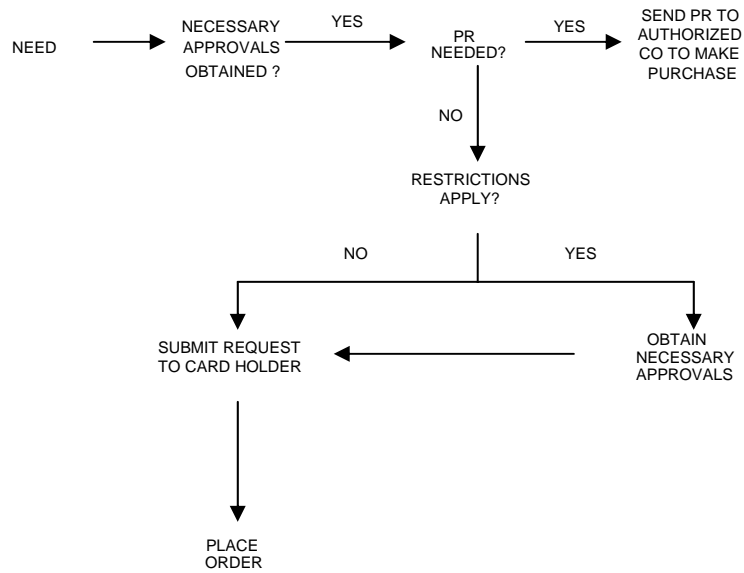 NEED
NECESSARY
APPROVALS
OBTAINED ?
YES
PR
NEEDED?
YES
SEND PR TO
AUTHORIZED
CO TO MAKE
PURCHASE
NO
RESTRICTIONS
APPLY?
NO
YES
SUBMIT REQUEST
TO CARD HOLDER
OBTAIN
NECESSARY
APPROVALS
PLACE
ORDER